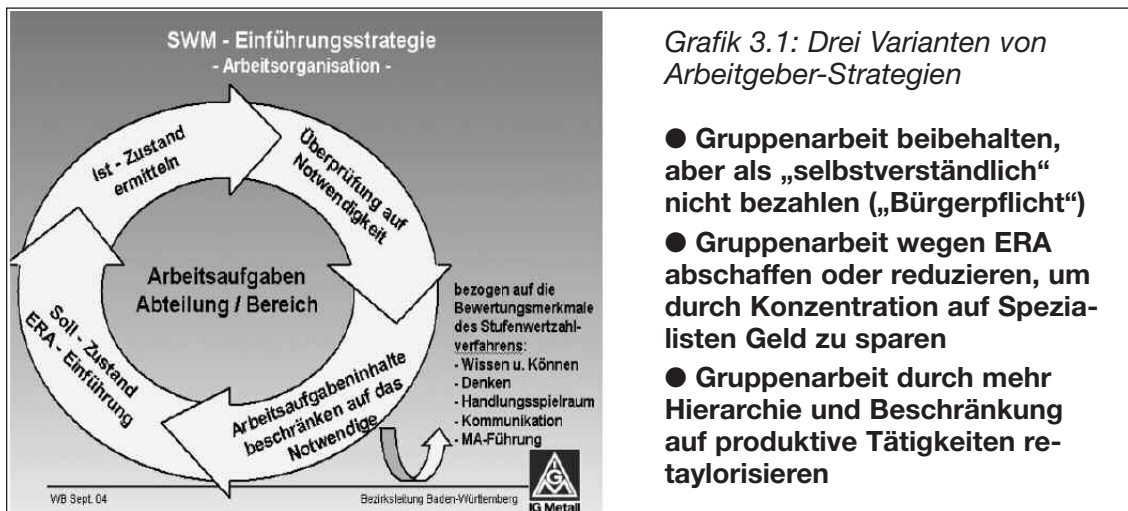 SWM - Einführungsstrategie
- Arbeitsorganisation -
Ist - Zustand
ermitteln
Überprüfung auf
Notwendigkeit
Arbeitsaufgaben
Abteilung / Bereich
Soll - Zustand
ERA - Einführung
Arbeitsaufgabeninhalte
beschränken auf das
Notwendige
bezogen auf die
Bewertungsmerkmale
des Stufenwertzahl-
verfahrens:
- Wissen u. Können
- Denken
- Handlungsspielraum
- Kommunikation
- MA-Führung
WB Sept. 04
Bezirksleitung Baden-Württemberg
IG
M
IG Metall
Grafik 3.1: Drei Varianten von
Arbeitgeber-Strategien
● Gruppenarbeit beibehalten,
aber als „selbstverständlich“
nicht bezahlen („Bürgerpflicht“)
● Gruppenarbeit wegen ERA
abschaffen oder reduzieren, um
durch Konzentration auf Spezia-
listen Geld zu sparen
● Gruppenarbeit durch mehr
Hierarchie und Beschränkung
auf produktive Tätigkeiten re-
taylorisieren